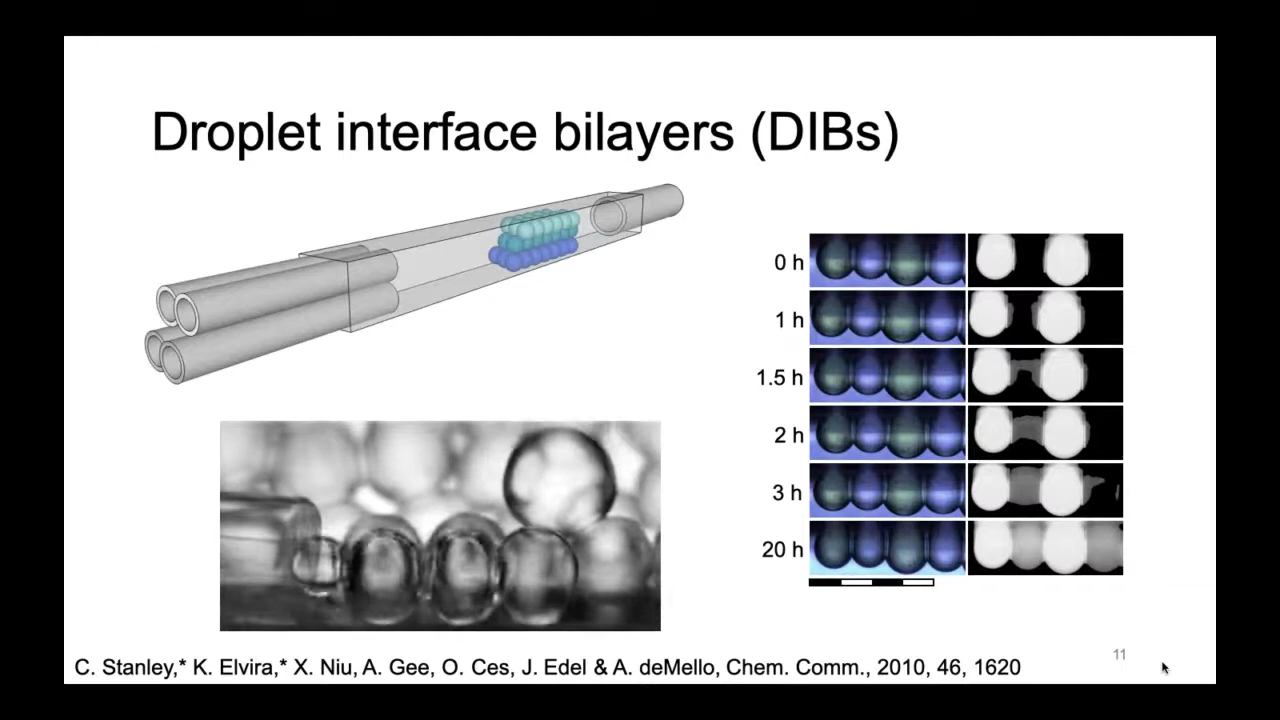 Droplet interface bilayers (DIBs)
0 h
1 h
1.5 h
2 h
3 h
20 h
11
C. Stanley,* K. Elvira,* X. Niu, A. Gee, O. Ces, J. Edel & A. deMello, Chem. Comm., 2010, 46, 1620